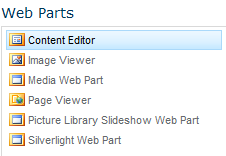 Web Parts
Content Editor
Image Viewer
Media Web Part
Page Viewer
Picture Library Slideshow Web Part
Silverlight Web Part